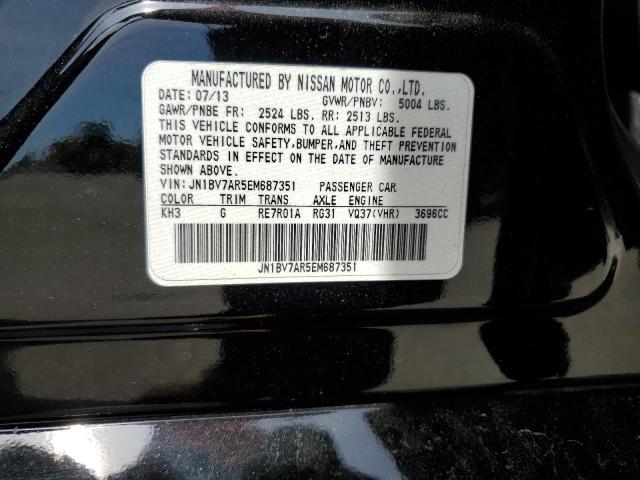 MANUFACTURED BY NISSAN MOTOR CO.,LTD.
DATE: 07/13 GVWR/PNBV: 5004 LBS.
GAWR/PNBE FR: 2524 LBS, RR: 2513 LBS.
THIS VEHICLE CONFORMS TO ALL APPLICABLE FEDERAL
MOTOR VEHICLE SAFETY,BUMPER,AND THEFT PREVENTION
STANDARDS IN EFFECT ON THE DATE OF MANUFACTURE
SHOWN ABOVE.
VIN: JN1BV7AR5EM687351 PASSENGER CAR
COLOR TRIM TRANS AXLE ENGINE
KH3 G RE7R01A RG31 VQ37(VHR) 3696CC
JN1BV7AR5EM687351